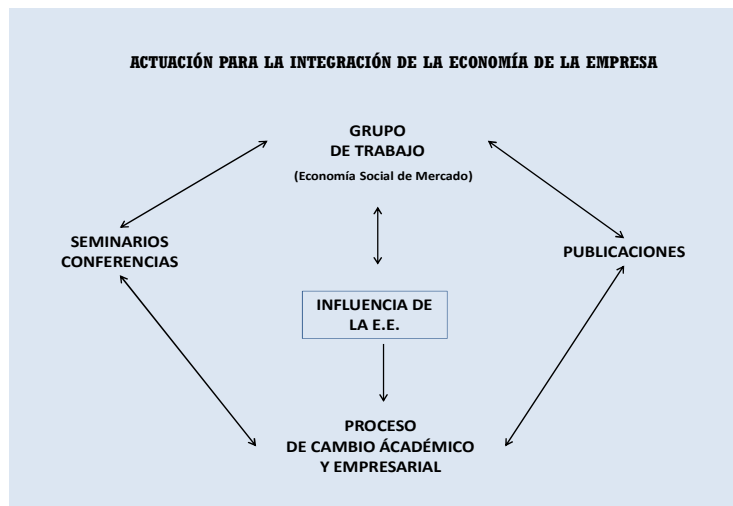 ACTUACIÓN PARA LA INTEGRACIÓN DE LA ECONOMÍA DE LA EMPRESA
GRUPO
DE TRABAJO
(Economía Social de Mercado)
SEMINARIOS
CONFERENCIAS
PUBLICACIONES
INFLUENCIA DE
LA E.E.
PROCESO
DE CAMBIO ÁCADÉMICO
Y EMPRESARIAL